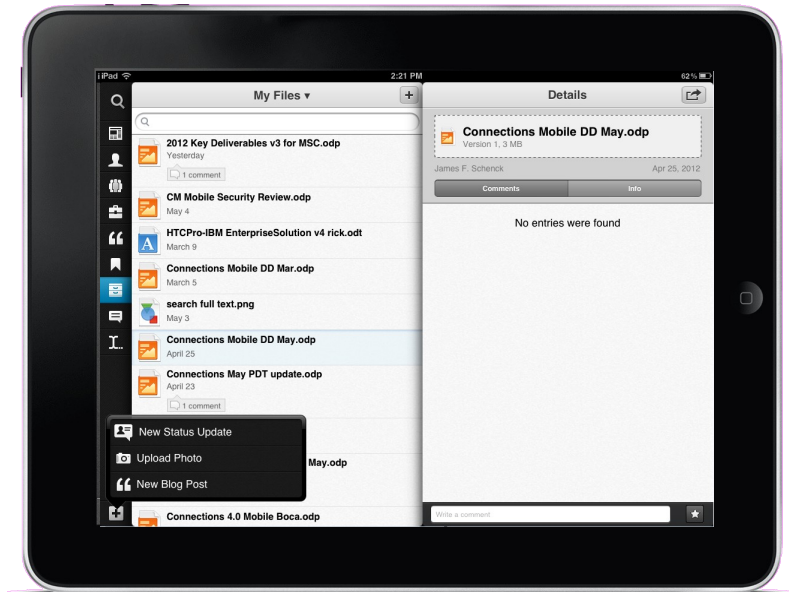 iPad
2:21 PM
62%
My Files ▾
+
2012 Key Deliverables v3 for MSC.odp
Yesterday
1 comment
CM Mobile Security Review.odp
May 4
HTCPro-IBM EnterpriseSolution v4 rick.odt
March 9
Connections Mobile DD Mar.odp
March 5
search full text.png
May 3
Connections Mobile DD May.odp
April 25
Connections May PDT update.odp
April 23
1 comment
May.odp
Connections 4.0 Mobile Boca.odp
New Status Update
Upload Photo
New Blog Post
Details
Connections Mobile DD May.odp
Version 1, 3 MB
James F. Schenck
Apr 25, 2012
Comments
Info
No entries were found
Write a comment